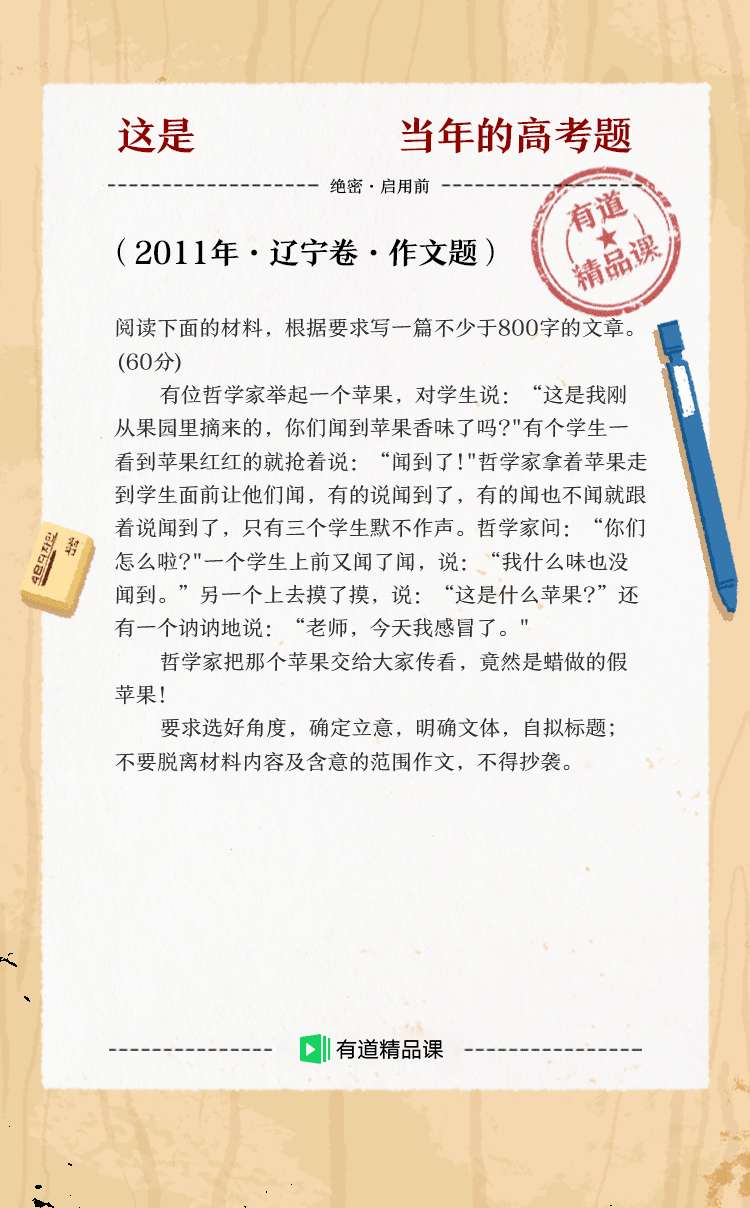 这是 当年的高考题
绝密·启用前
有道
精品课
（2011年·辽宁卷·作文题）
阅读下面的材料，根据要求写一篇不少于800字的文章。
(60分)
有位哲学家举起一个苹果，对学生说：“这是我刚
从果园里摘来的，你们闻到苹果香味了吗?"有个学生一
看到苹果红红的就抢着说：“闻到了!"哲学家拿着苹果走
到学生面前让他们闻，有的说闻到了，有的闻也不闻就跟
着说闻到了，只有三个学生默不作声。哲学家问：“你们
怎么啦?"一个学生上前又闻了闻，说：“我什么味也没
闻到。”另一个上去摸了摸，说：“这是什么苹果?”还
有一个讷讷地说：“老师，今天我感冒了。"
哲学家把那个苹果交给大家传看，竟然是蜡做的假
苹果!
要求选好角度，确定立意，明确文体，自拟标题；
不要脱离材料内容及含意的范围作文，不得抄袭。
有道精品课